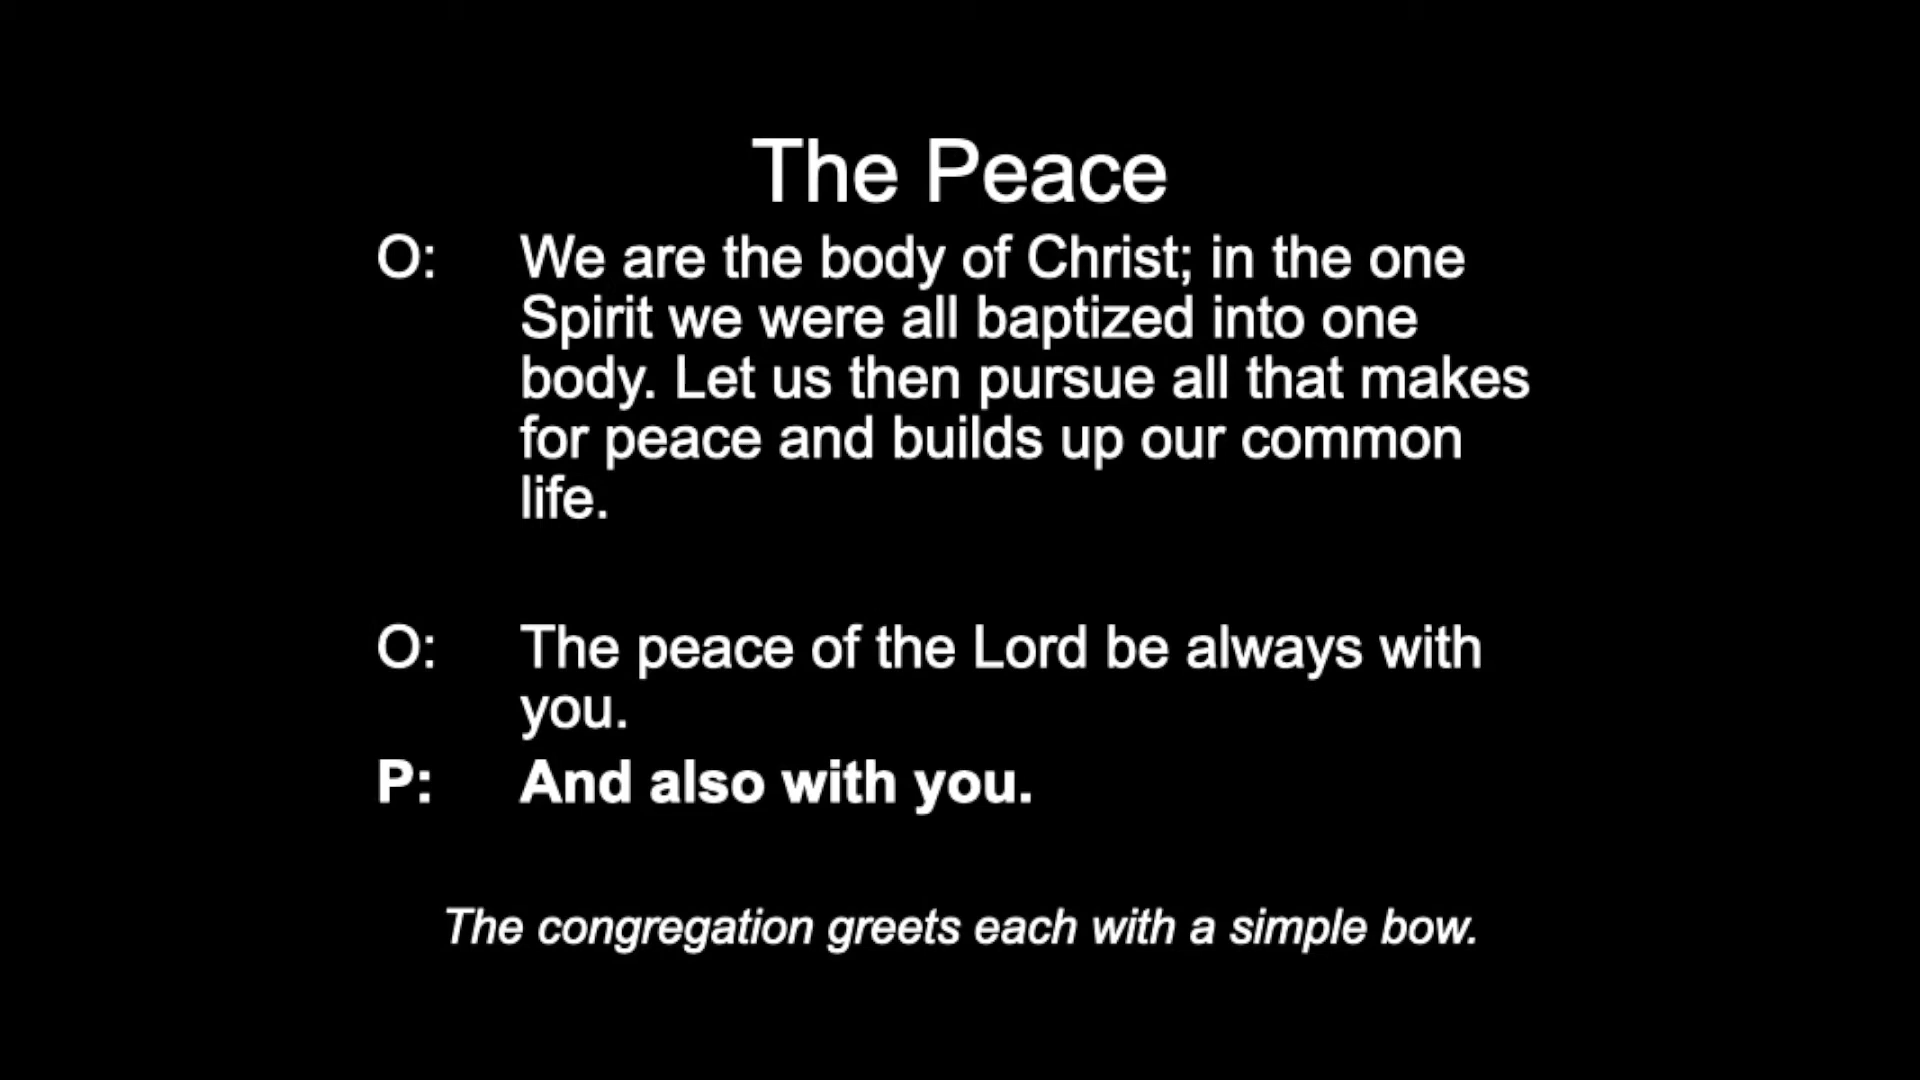 The Peace
O: We are the body of Christ; in the one
Spirit we were all baptized into one
body. Let us then pursue all that makes
for peace and builds up our common
life.
O: The peace of the Lord be always with
you.
P: And also with you.
The congregation greets each with a simple bow.